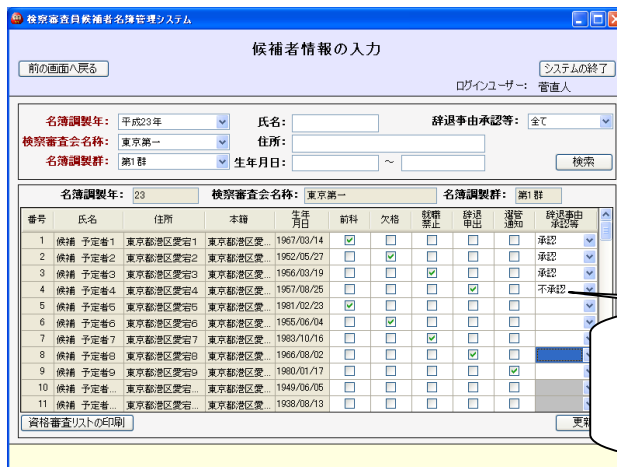 検察審査員候補者名簿管理システム
候補者情報の入力
前の画面へ戻る システムの終了
ログインユーザー: 菅直人
名簿調製年: 平成23年 氏名: 辞退事由承認等: 全て
検察審査会名称: 東京第一 住所:
名簿調製群: 第1群 生年月日: ～ 検索
名簿調製年: 23 検察審査会名称: 東京第一 名簿調製群: 第1群
番号 氏名 住所 本籍 生年月日 前科 欠格 就職禁止 辞退申出 選管通知 辞退事由承認等
1 候補 予定者1 東京都港区愛宕1 東京都港区愛... 1967/03/14 承認
2 候補 予定者2 東京都港区愛宕2 東京都港区愛... 1952/05/27 承認
3 候補 予定者3 東京都港区愛宕3 東京都港区愛... 1956/03/19 承認
4 候補 予定者4 東京都港区愛宕4 東京都港区愛... 1957/08/25 不承認
5 候補 予定者5 東京都港区愛宕5 東京都港区愛... 1981/02/23
6 候補 予定者6 東京都港区愛宕6 東京都港区愛... 1955/06/04
7 候補 予定者7 東京都港区愛宕7 東京都港区愛... 1983/10/16
8 候補 予定者8 東京都港区愛宕8 東京都港区愛... 1966/08/02
9 候補 予定者9 東京都港区愛宕9 東京都港区愛... 1980/01/17
10 候補 予定者... 東京都港区愛宕... 東京都港区愛... 1949/06/05
11 候補 予定者... 東京都港区愛宕... 東京都港区愛... 1938/08/13
資格審査リストの印刷 更新